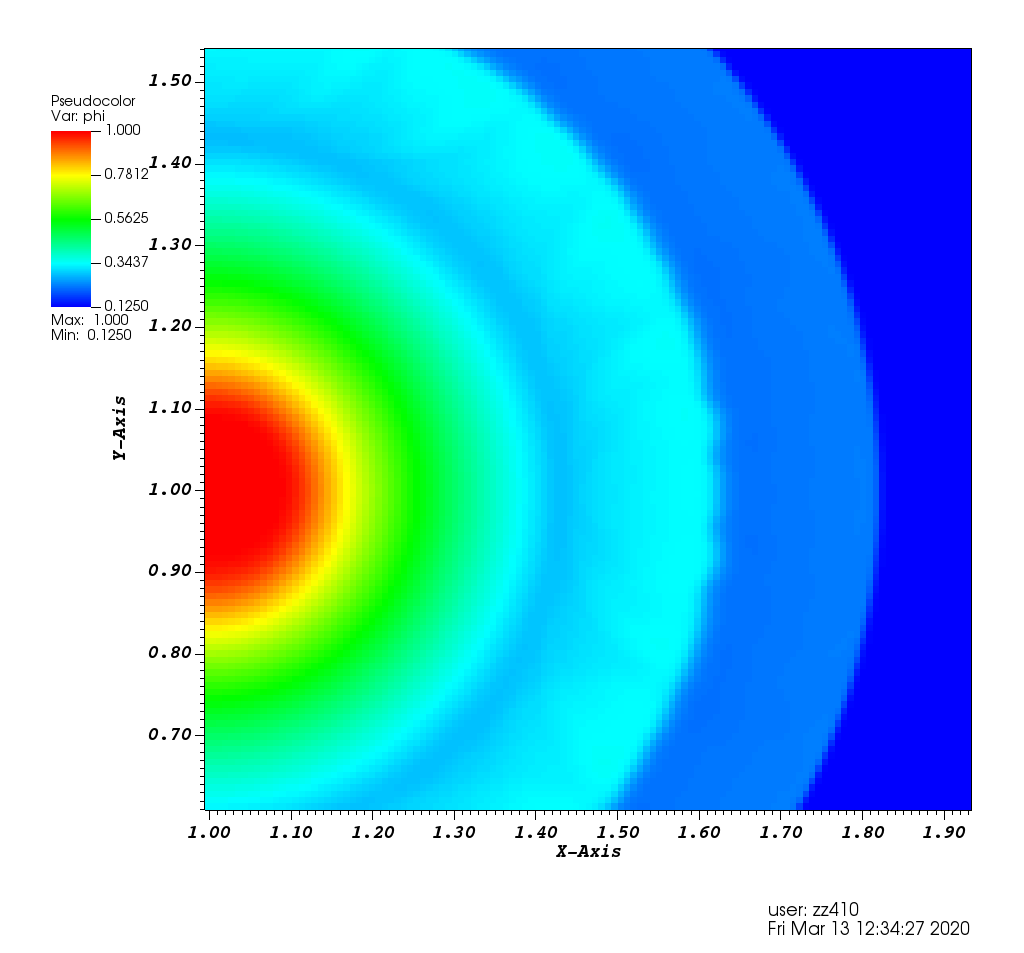 Pseudocolor
Var: phi
1.000
0.7812
0.5625
0.3437
0.1250
Max: 1.000
Min: 0.1250
1.50
1.40
1.30
1.20
1.10
1.00
0.90
0.80
0.70
Y-Axis
1.00 1.10 1.20 1.30 1.40 1.50 1.60 1.70 1.80 1.90
X-Axis
user: zz410
Fri Mar 13 12:34:27 2020